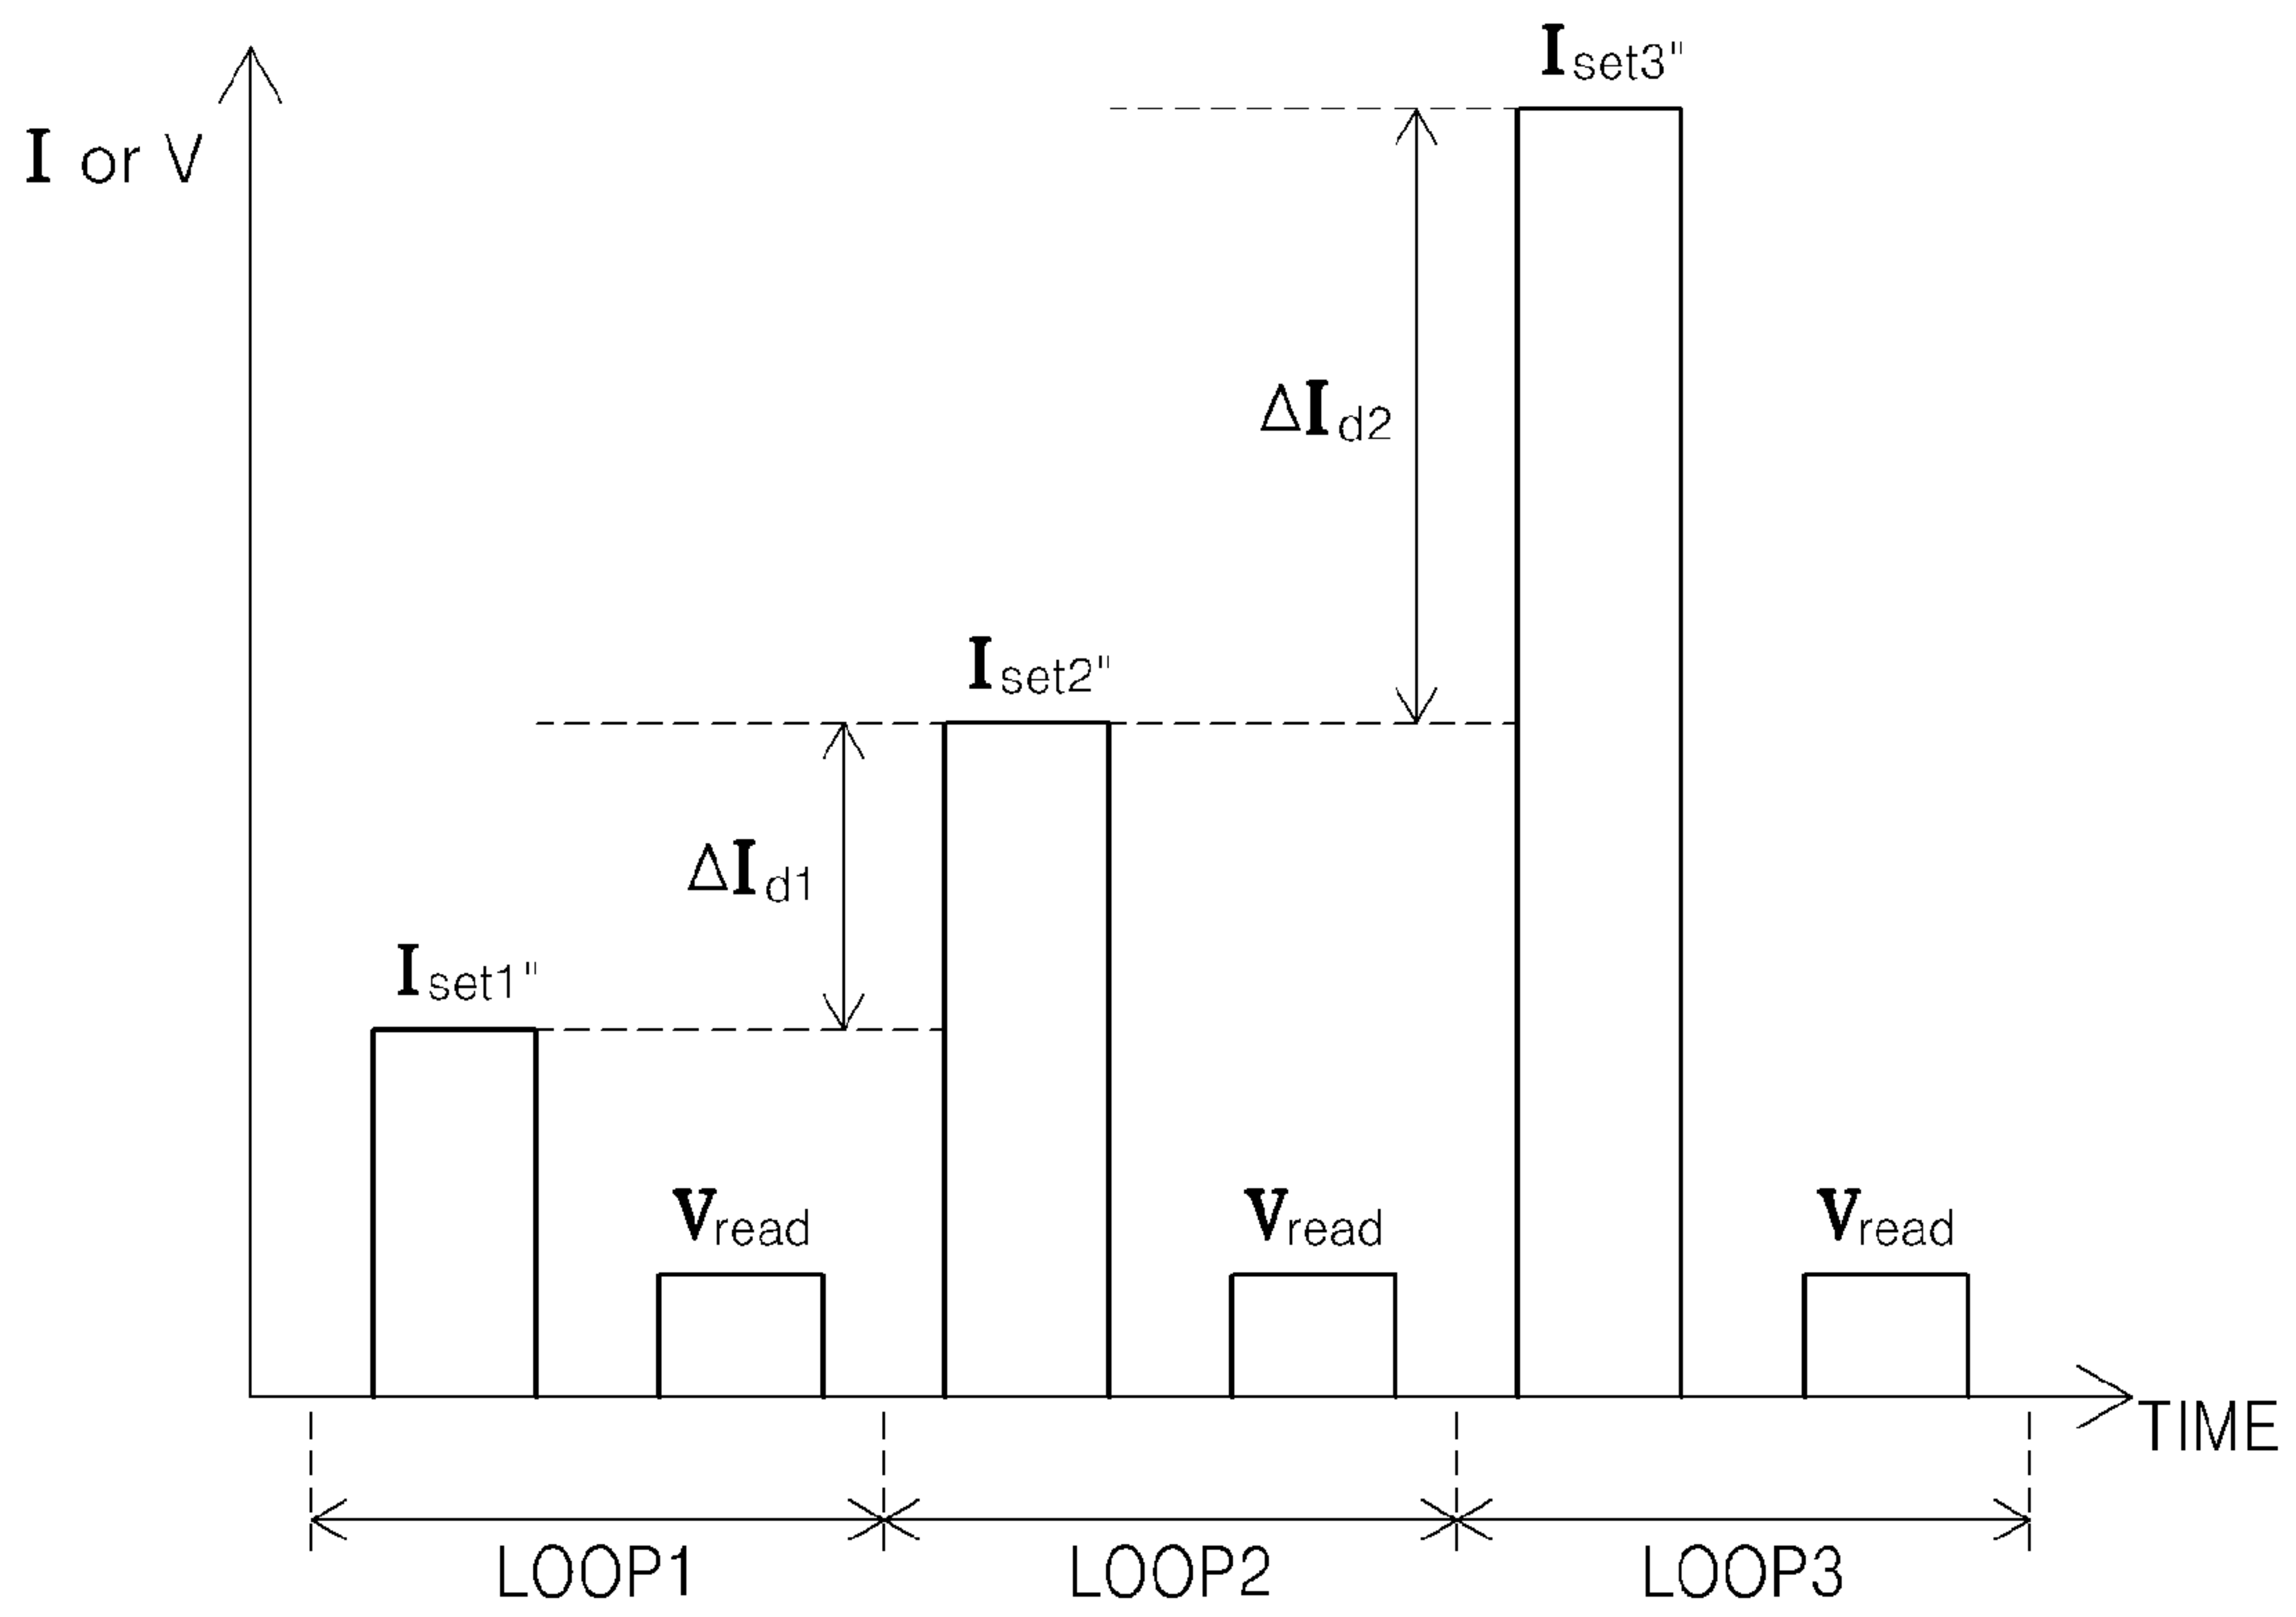 Iset3"
I or V
ΔId2
Iset2"
ΔId1
Iset1"
Vread
Vread
Vread
TIME
LOOP1
LOOP2
LOOP3